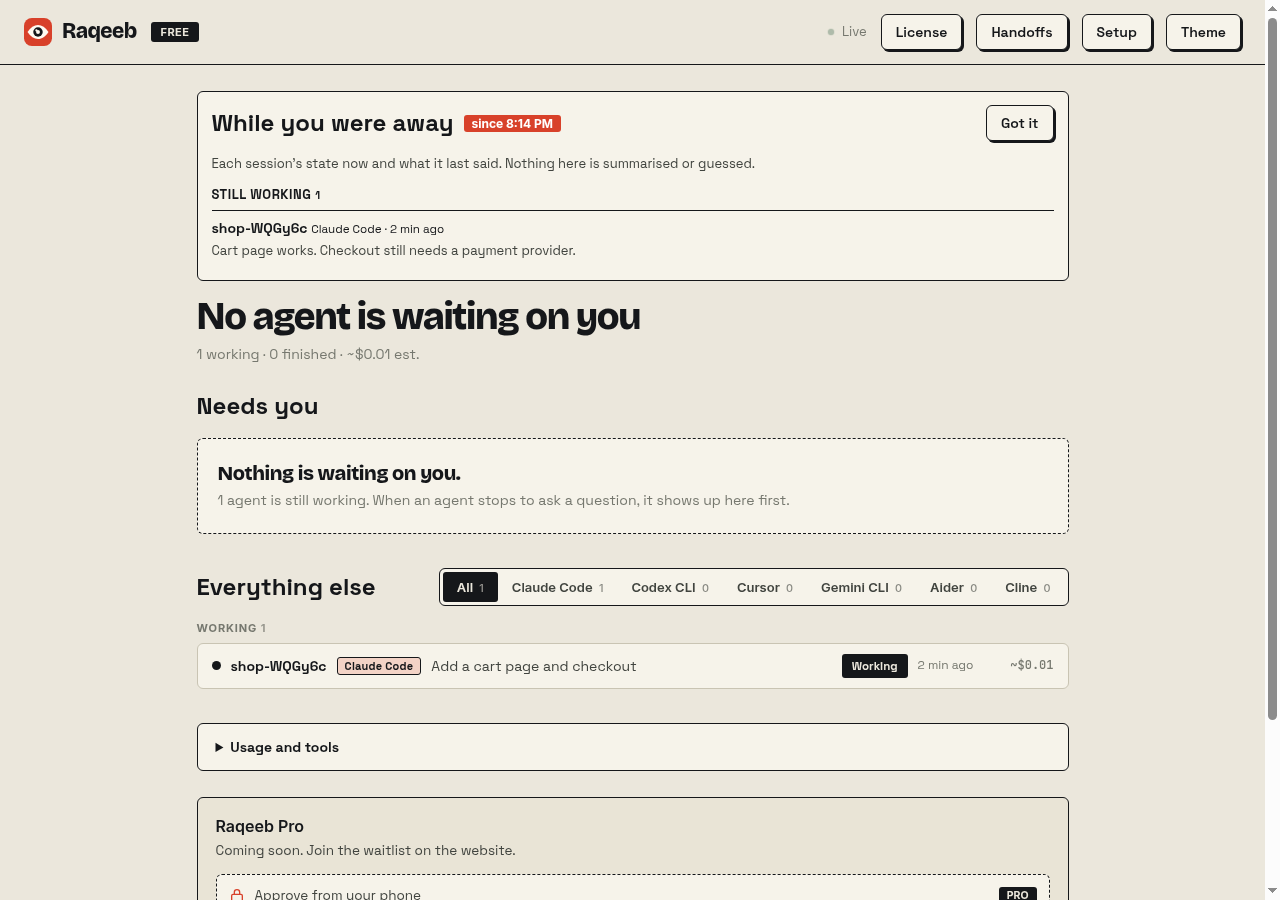 Raqeeb FREE
Live License Handoffs Setup Theme
While you were away since 8:14 PM Got it
Each session's state now and what it last said. Nothing here is summarised or guessed.
STILL WORKING 1
shop-WQGy6c Claude Code · 2 min ago
Cart page works. Checkout still needs a payment provider.
No agent is waiting on you
1 working · 0 finished · ~$0.01 est.
Needs you
Nothing is waiting on you.
1 agent is still working. When an agent stops to ask a question, it shows up here first.
Everything else
All 1 Claude Code 1 Codex CLI 0 Cursor 0 Gemini CLI 0 Aider 0 Cline 0
WORKING 1
shop-WQGy6c Claude Code Add a cart page and checkout Working 2 min ago ~$0.01
Usage and tools
Raqeeb Pro
Coming soon. Join the waitlist on the website.
Approve from your phone PRO